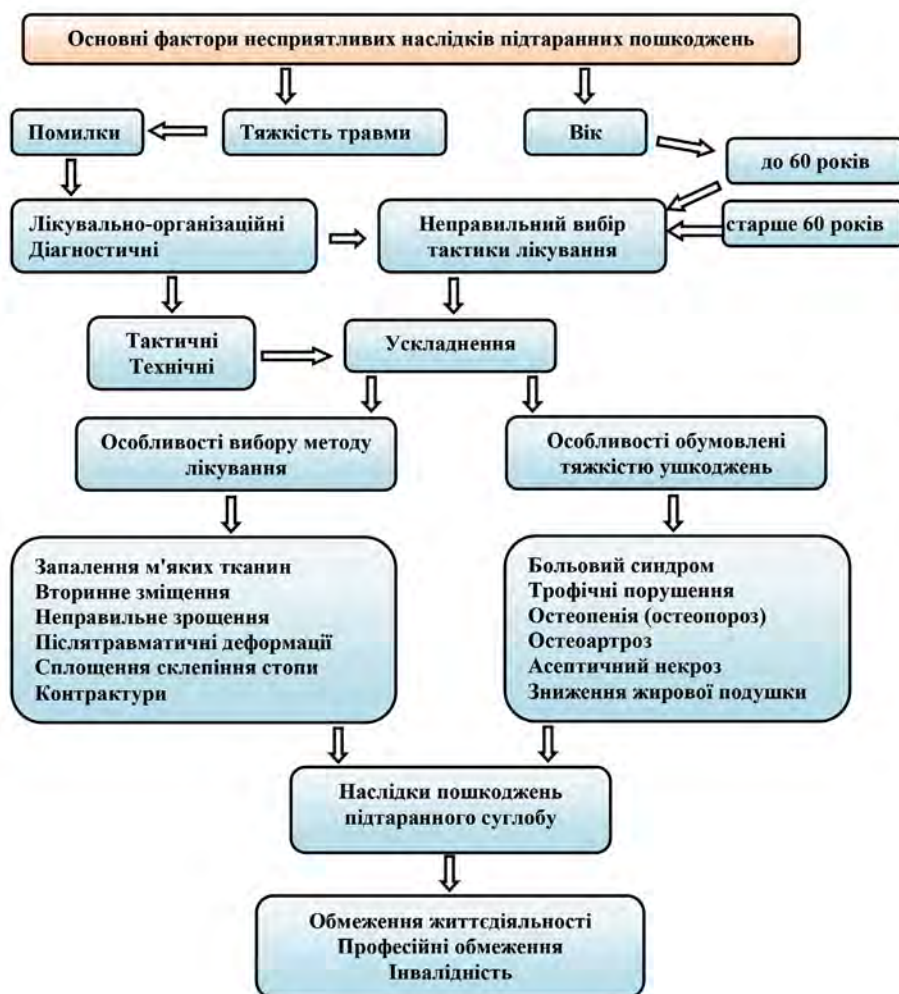 Основні фактори несприятливих наслідків підтаранних пошкоджень
Помилки
Тяжкість травми
Вік
до 60 років
Лікувально-організаційні
Діагностичні
Неправильний вибір
тактики лікування
старше 60 років
Тактичні
Технічні
Ускладнення
Особливості вибору методу
лікування
Особливості обумовлені
тяжкістю ушкоджень
Запалення м'яких тканин
Вторинне зміщення
Неправильне зрощення
Післятравматичні деформації
Сплощення склепіння стопи
Контрактури
Больовий синдром
Трофічні порушення
Остеопенія (остеопороз)
Остеоартроз
Асептичний некроз
Зниження жирової подушки
Наслідки пошкоджень
підтаранного суглобу
Обмеження життєдіяльності
Професійні обмеження
Інвалідність